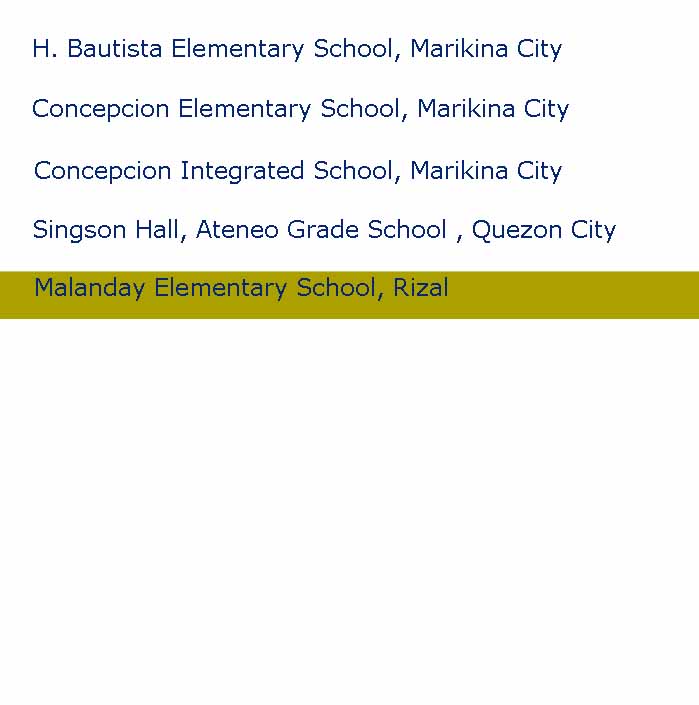 H. Bautista Elementary School, Marikina City
Concepcion Elementary School, Marikina City
Concepcion Integrated School, Marikina City
Singson Hall, Ateneo Grade School , Quezon City
Malanday Elementary School, Rizal